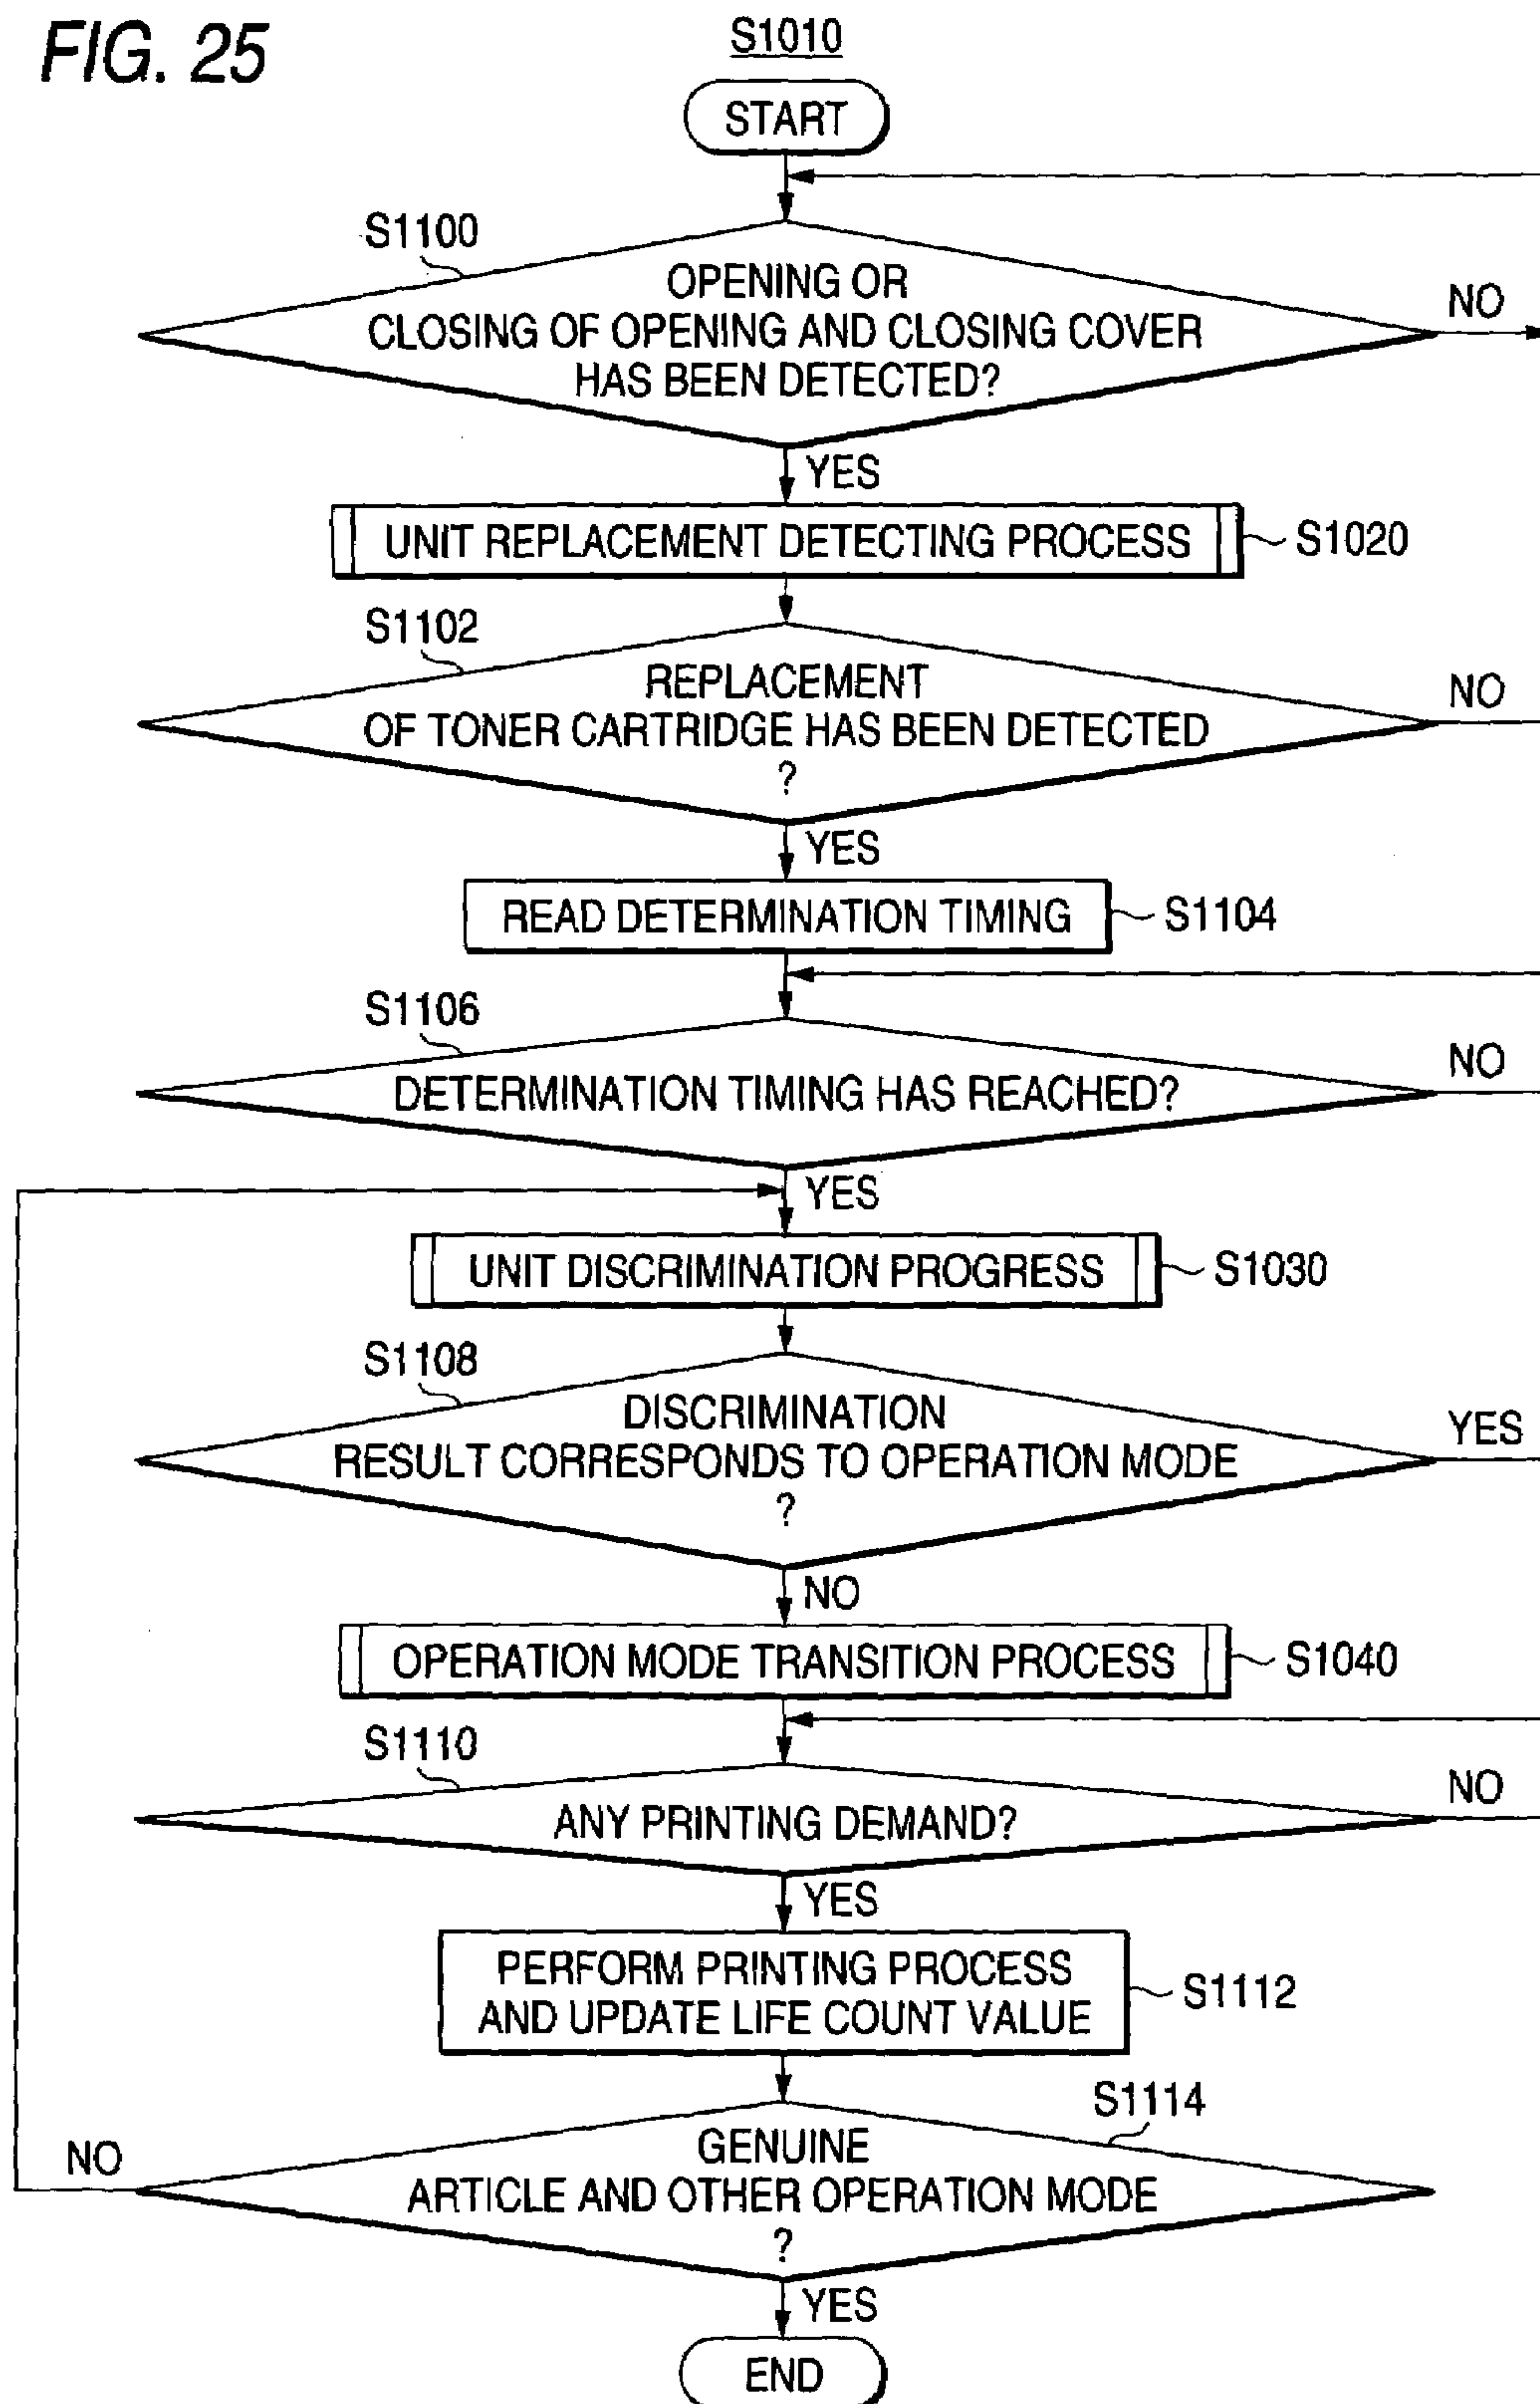 FIG. 25
S1010
START
S1100
OPENING OR
CLOSING OF OPENING AND CLOSING COVER
HAS BEEN DETECTED?
NO
YES
UNIT REPLACEMENT DETECTING PROCESS
S1020
S1102
REPLACEMENT
OF TONER CARTRIDGE HAS BEEN DETECTED
?
NO
YES
READ DETERMINATION TIMING
S1104
S1106
DETERMINATION TIMING HAS REACHED?
NO
YES
UNIT DISCRIMINATION PROGRESS
S1030
S1108
DISCRIMINATION
RESULT CORRESPONDS TO OPERATION MODE
?
YES
NO
OPERATION MODE TRANSITION PROCESS
S1040
S1110
ANY PRINTING DEMAND?
NO
YES
PERFORM PRINTING PROCESS
AND UPDATE LIFE COUNT VALUE
S1112
S1114
GENUINE
ARTICLE AND OTHER OPERATION MODE
?
NO
YES
END